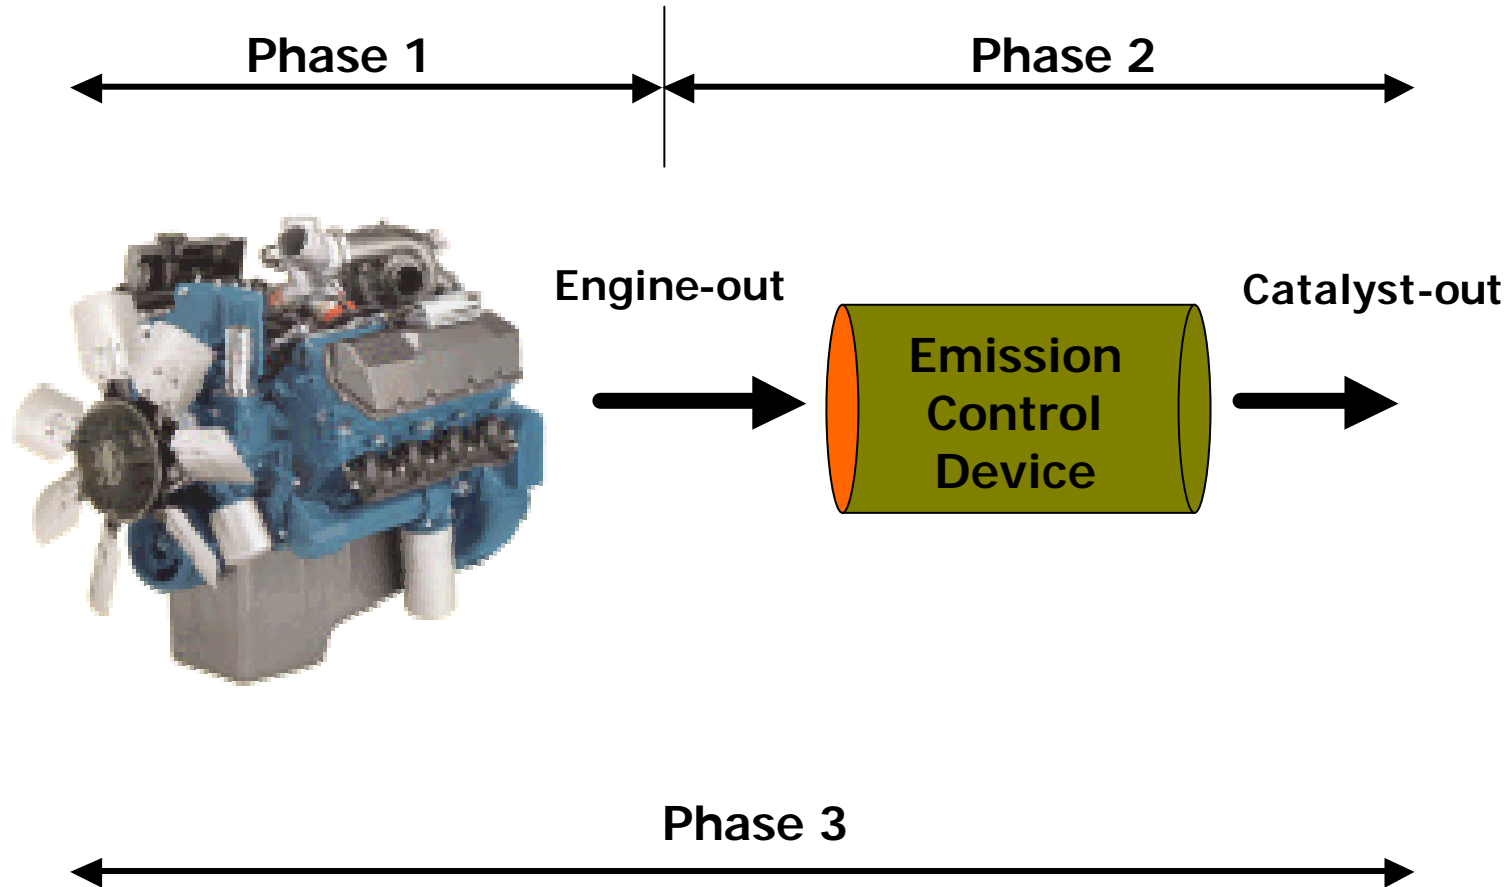 Phase 1
Phase 2
Engine-out
Catalyst-out
Emission
Control
Device
Phase 3